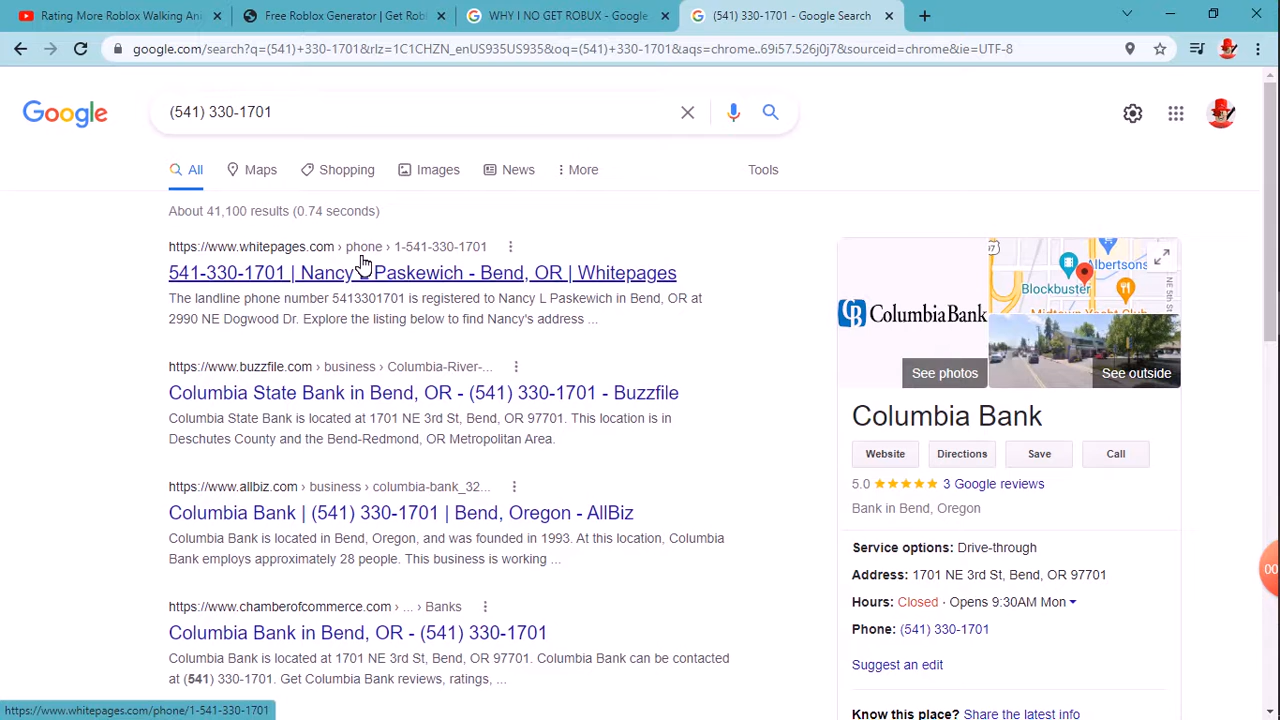 Rating More Roblox Walking An
Free Roblox Generator | Get Rob
WHY I NO GET ROBUX - Google
(541) 330-1701 - Google Search
google.com/search?q=(541)+330-1701&rlz=1C1CHZN_enUS935US935&oq=(541)+330-1701&aqs=chrome..69i57.526j0j7&sourceid=chrome&ie=UTF-8
Google
(541) 330-1701
All
Maps
Shopping
Images
News
More
Tools
About 41,100 results (0.74 seconds)
https://www.whitepages.com › phone › 1-541-330-1701
541-330-1701 | Nancy Paskewich - Bend, OR | Whitepages
The landline phone number 5413301701 is registered to Nancy L Paskewich in Bend, OR at
2990 NE Dogwood Dr. Explore the listing below to find Nancy's address ...
https://www.buzzfile.com › business › Columbia-River-...
Columbia State Bank in Bend, OR - (541) 330-1701 - Buzzfile
Columbia State Bank is located at 1701 NE 3rd St, Bend, OR 97701. This location is in
Deschutes County and the Bend-Redmond, OR Metropolitan Area.
https://www.allbiz.com › business › columbia-bank_32...
Columbia Bank | (541) 330-1701 | Bend, Oregon - AllBiz
Columbia Bank is located in Bend, Oregon, and was founded in 1993. At this location, Columbia
Bank employs approximately 28 people. This business is working ...
https://www.chamberofcommerce.com › ... › Banks
Columbia Bank in Bend, OR - (541) 330-1701
Columbia Bank is located at 1701 NE 3rd St, Bend, OR 97701. Columbia Bank can be contacted
at (541) 330-1701. Get Columbia Bank reviews, ratings, ...
https://www.whitepages.com/phone/1-541-330-1701
CB ColumbiaBank
Albertsons
Blockbuster
Midtown Yacht Club
See photos
See outside
Columbia Bank
Website
Directions
Save
Call
5.0 ★★★★★ 3 Google reviews
Bank in Bend, Oregon
Service options: Drive-through
Address: 1701 NE 3rd St, Bend, OR 97701
Hours: Closed · Opens 9:30AM Mon
Phone: (541) 330-1701
Suggest an edit
Know this place? Share the latest info
00